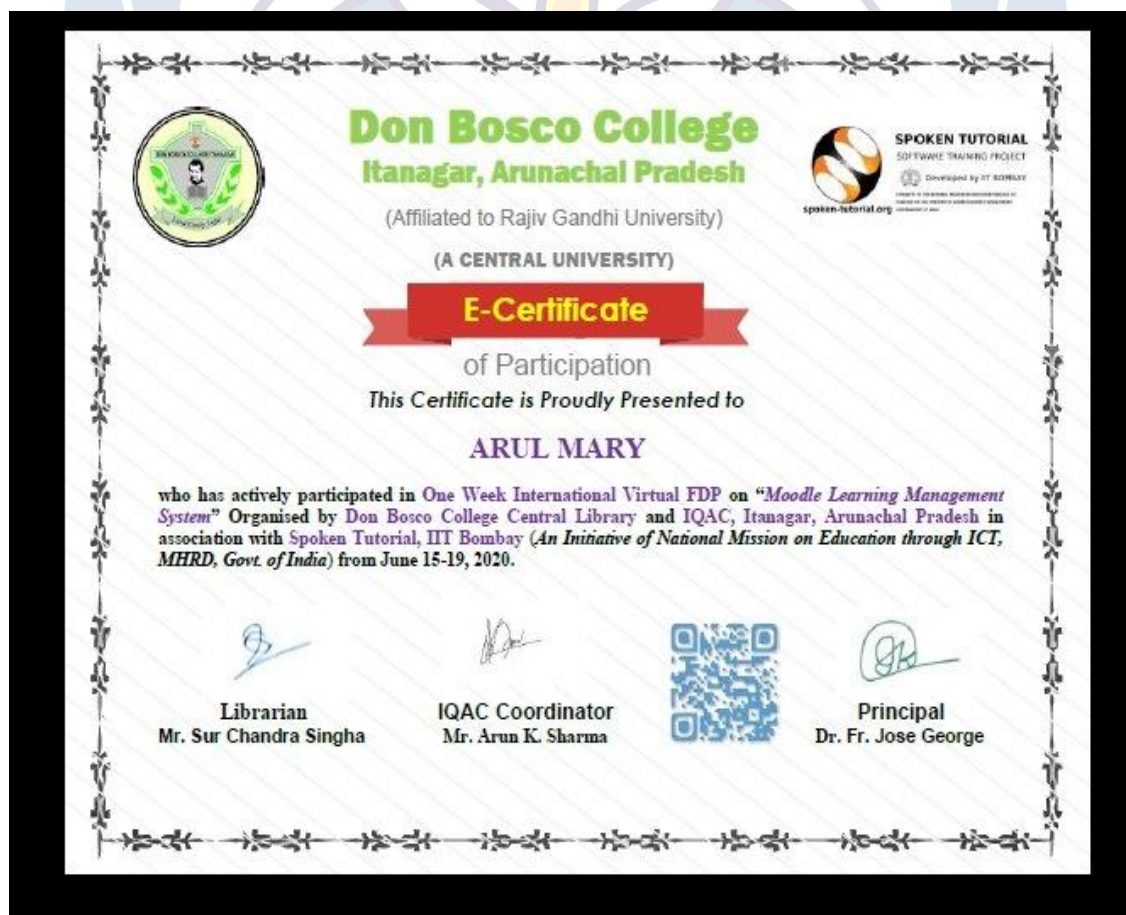 Don Bosco College
Itanagar, Arunachal Pradesh
(Affiliated to Rajiv Gandhi University)
(A CENTRAL UNIVERSITY)
SPOKEN TUTORIAL
SOFTWARE TRAINING PROJECT
Developed by IIT BOMBAY
spoken-tutorial.org
E-Certificate
of Participation
This Certificate is Proudly Presented to
ARUL MARY
who has actively participated in One Week International Virtual FDP on “Moodle Learning Management
System” Organised by Don Bosco College Central Library and IQAC, Itanagar, Arunachal Pradesh in
association with Spoken Tutorial, IIT Bombay (An Initiative of National Mission on Education through ICT,
MHRD, Govt. of India) from June 15-19, 2020.
Librarian
Mr. Sur Chandra Singha
IQAC Coordinator
Mr. Arun K. Sharma
Principal
Dr. Fr. Jose George